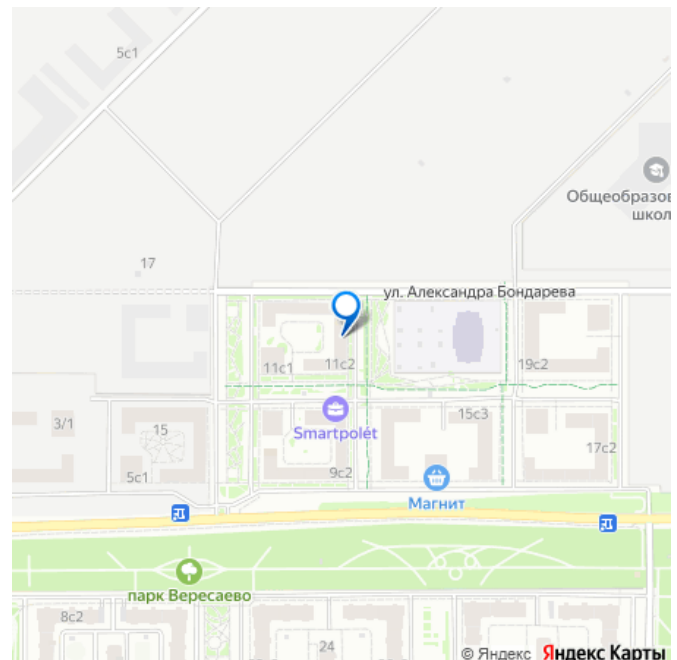 5с1
Общеобразов
школ
17
ул. Александра Бондарева
11с1
11с2
19с2
3/1
15
Smartpolet
15с3
5с1
9с2
17с2
Магнит
парк Вересаево
8с2
24
© Яндекс Яндекс Карты